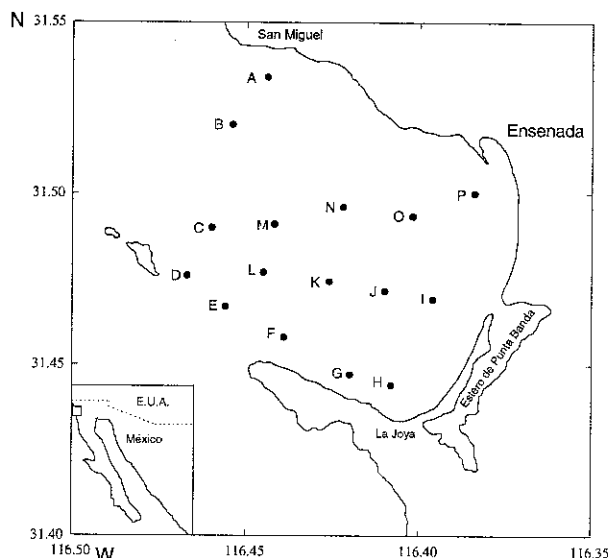 N
31.55
San Miguel
A
B
Ensenada
31.50
P
N
O
C
M
D
L
K
J
I
E
F
31.45
G
H
Estero de Punta Banda
La Joya
E.U.A.
México
31.40
116.50
W
116.45
116.40
116.35